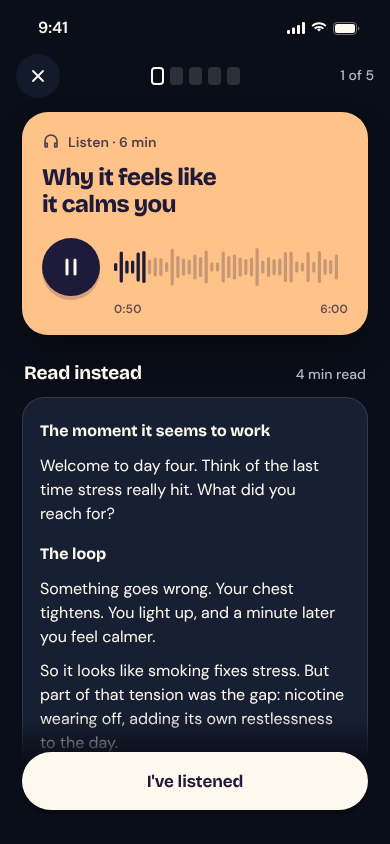 9:41
1 of 5
Listen · 6 min
Why it feels like
it calms you
0:50
6:00
Read instead
4 min read
The moment it seems to work
Welcome to day four. Think of the last
time stress really hit. What did you
reach for?
The loop
Something goes wrong. Your chest
tightens. You light up, and a minute later
you feel calmer.
So it looks like smoking fixes stress. But
part of that tension was the gap: nicotine
wearing off, adding its own restlessness
to the day.
I've listened